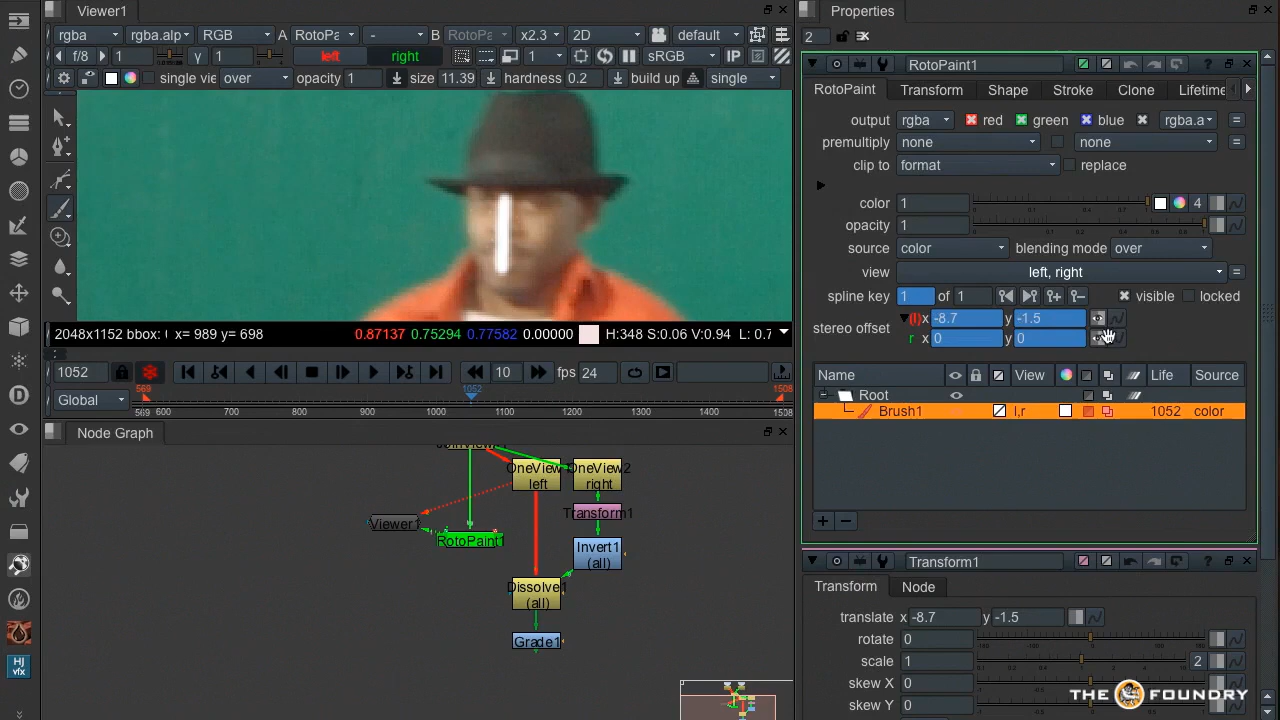 Viewer1
rgba rgba.alp RGB A RotoPa - B RotoPa x2.3 2D default
f/8 1 γ 1 left right 1 sRGB IP
single vie over opacity 1 size 11.39 hardness 0.2 build up single
2048x1152 bbox: x= 989 y= 698 0.87137 0.75294 0.77582 0.00000 H:348 S:0.06 V:0.94 L: 0.7
1052 10 fps 24
Global
569 1052 1508
569 600 700 800 900 1000 1100 1200 1300 1400 1508
Node Graph
OneView left
OneView2 right
Transform1
Viewer1
RotoPaint1
Invert1 (all)
Dissolve1 (all)
Grade1
D
HJ vfx
Properties
2
RotoPaint1
RotoPaint Transform Shape Stroke Clone Lifetime
output rgba red green blue rgba.a =
premultiply none none =
clip to format replace
color 1 4
opacity 1
source color blending mode over
view left, right =
spline key 1 of 1 visible locked
stereo offset
(l) x -8.7 y -1.5
r x 0 y 0
Name View Life Source
Root
Brush1 l,r 1052 color
+ −
Transform1
Transform Node
translate x -8.7 y -1.5
rotate 0
scale 1 2
skew X 0
skew Y 0
THE FOUNDRY